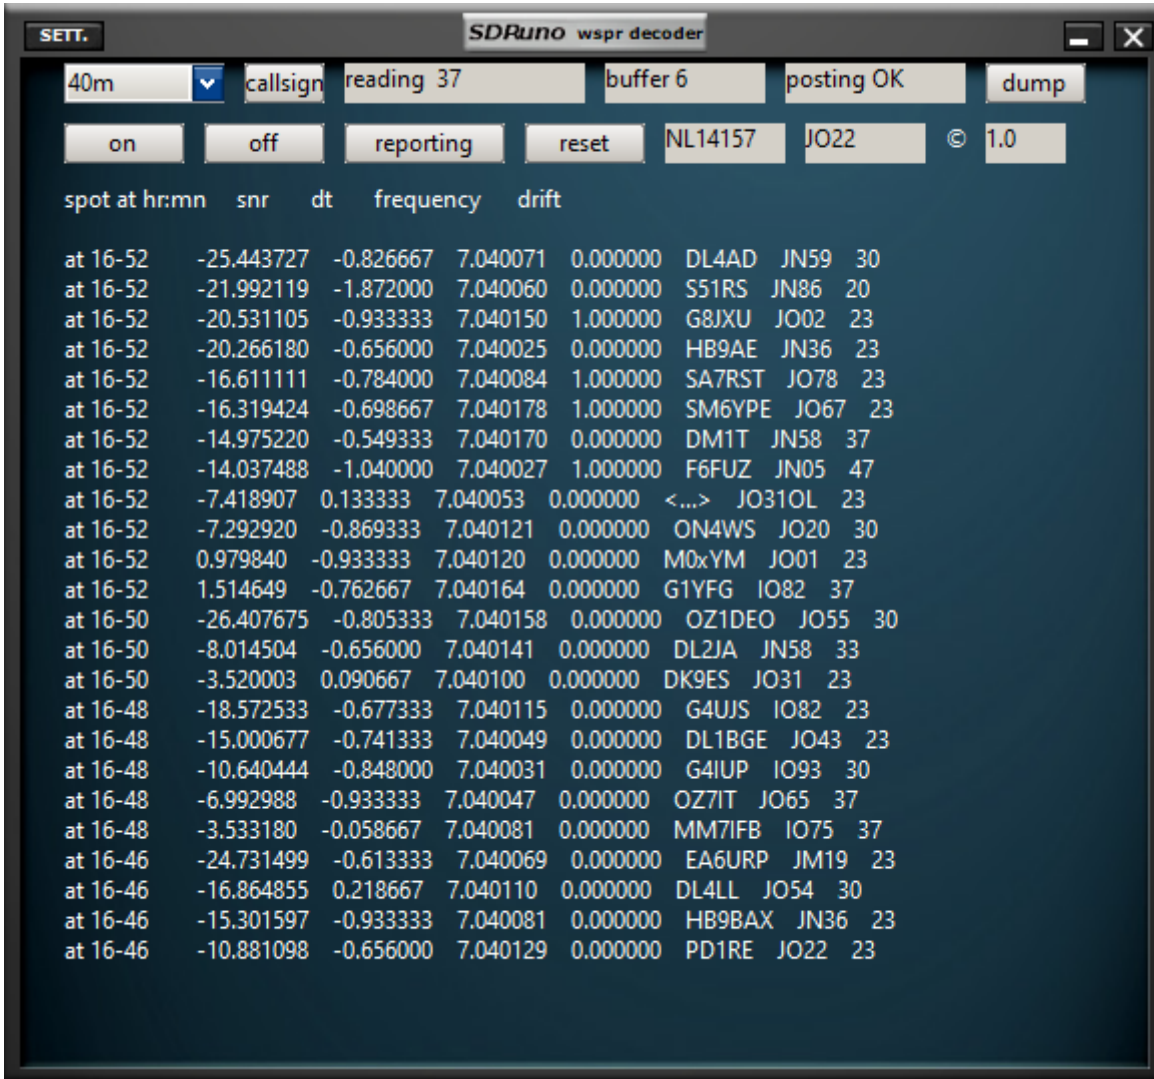 SETT. SDRuno wspr decoder
40m callsign reading 37 buffer 6 posting OK dump
on off reporting reset NL14157 JO22 © 1.0
spot at hr:mn snr dt frequency drift
at 16-52 -25.443727 -0.826667 7.040071 0.000000 DL4AD JN59 30
at 16-52 -21.992119 -1.872000 7.040060 0.000000 S51RS JN86 20
at 16-52 -20.531105 -0.933333 7.040150 1.000000 G8JXU JO02 23
at 16-52 -20.266180 -0.656000 7.040025 0.000000 HB9AE JN36 23
at 16-52 -16.611111 -0.784000 7.040084 1.000000 SA7RST JO78 23
at 16-52 -16.319424 -0.698667 7.040178 1.000000 SM6YPE JO67 23
at 16-52 -14.975220 -0.549333 7.040170 0.000000 DM1T JN58 37
at 16-52 -14.037488 -1.040000 7.040027 1.000000 F6FUZ JN05 47
at 16-52 -7.418907 0.133333 7.040053 0.000000 <...> JO31OL 23
at 16-52 -7.292920 -0.869333 7.040121 0.000000 ON4WS JO20 30
at 16-52 0.979840 -0.933333 7.040120 0.000000 M0xYM JO01 23
at 16-52 1.514649 -0.762667 7.040164 0.000000 G1YFG IO82 37
at 16-50 -26.407675 -0.805333 7.040158 0.000000 OZ1DEO JO55 30
at 16-50 -8.014504 -0.656000 7.040141 0.000000 DL2JA JN58 33
at 16-50 -3.520003 0.090667 7.040100 0.000000 DK9ES JO31 23
at 16-48 -18.572533 -0.677333 7.040115 0.000000 G4UJS IO82 23
at 16-48 -15.000677 -0.741333 7.040049 0.000000 DL1BGE JO43 23
at 16-48 -10.640444 -0.848000 7.040031 0.000000 G4IUP IO93 30
at 16-48 -6.992988 -0.933333 7.040047 0.000000 OZ7IT JO65 37
at 16-48 -3.533180 -0.058667 7.040081 0.000000 MM7IFB IO75 37
at 16-46 -24.731499 -0.613333 7.040069 0.000000 EA6URP JM19 23
at 16-46 -16.864855 0.218667 7.040110 0.000000 DL4LL JO54 30
at 16-46 -15.301597 -0.933333 7.040081 0.000000 HB9BAX JN36 23
at 16-46 -10.881098 -0.656000 7.040129 0.000000 PD1RE JO22 23